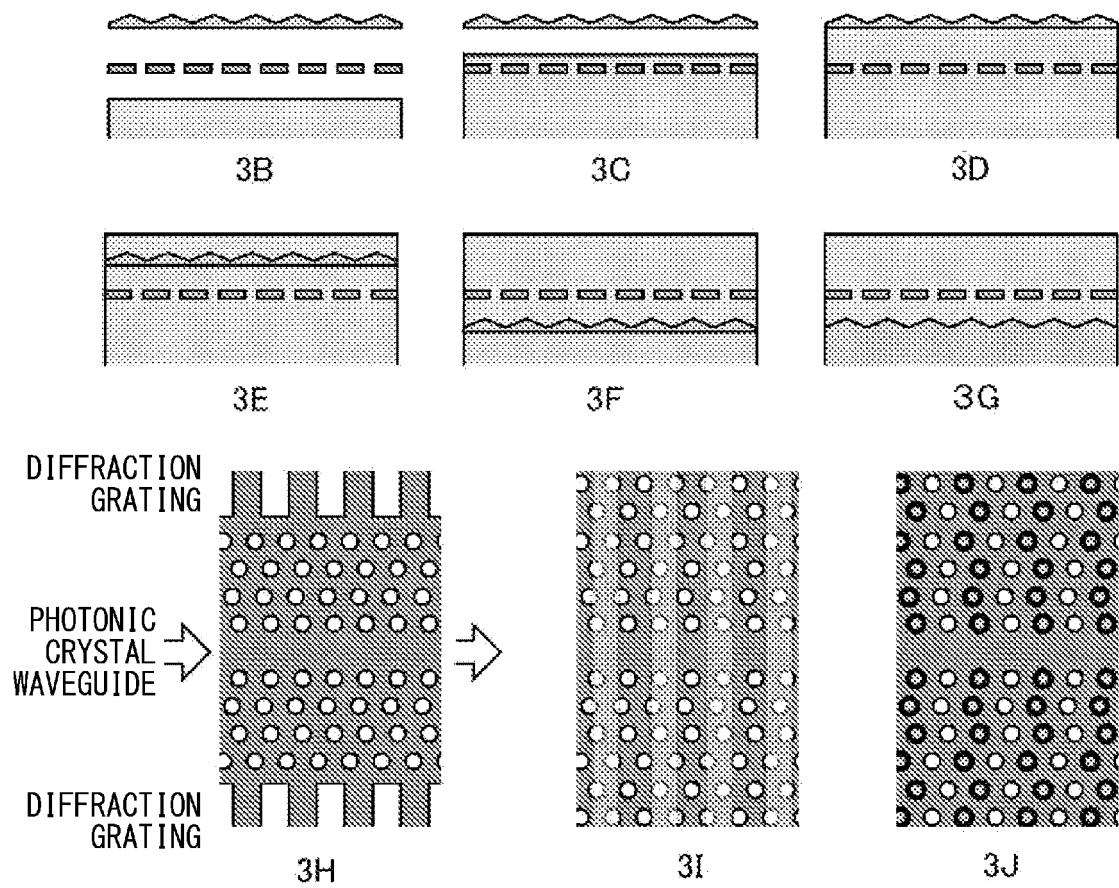 3B
3C
3D
3E
3F
3G
DIFFRACTION
GRATING
PHOTONIC
CRYSTAL
WAVEGUIDE
DIFFRACTION
GRATING
3H
3I
3J